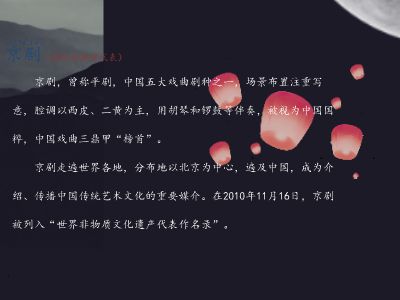 京剧
京剧，曾称平剧，中国五大戏曲剧种之一，场景布置注重写
意，腔调以西皮、二黄为主，用胡琴和锣鼓等伴奏，被视为中国国
粹，中国戏曲三鼎甲“榜首”。
京剧走遍世界各地，分布地以北京为中心，遍及中国，成为介
绍、传播中国传统艺术文化的重要媒介。在2010年11月16日，京剧
被列入“世界非物质文化遗产代表作名录”。